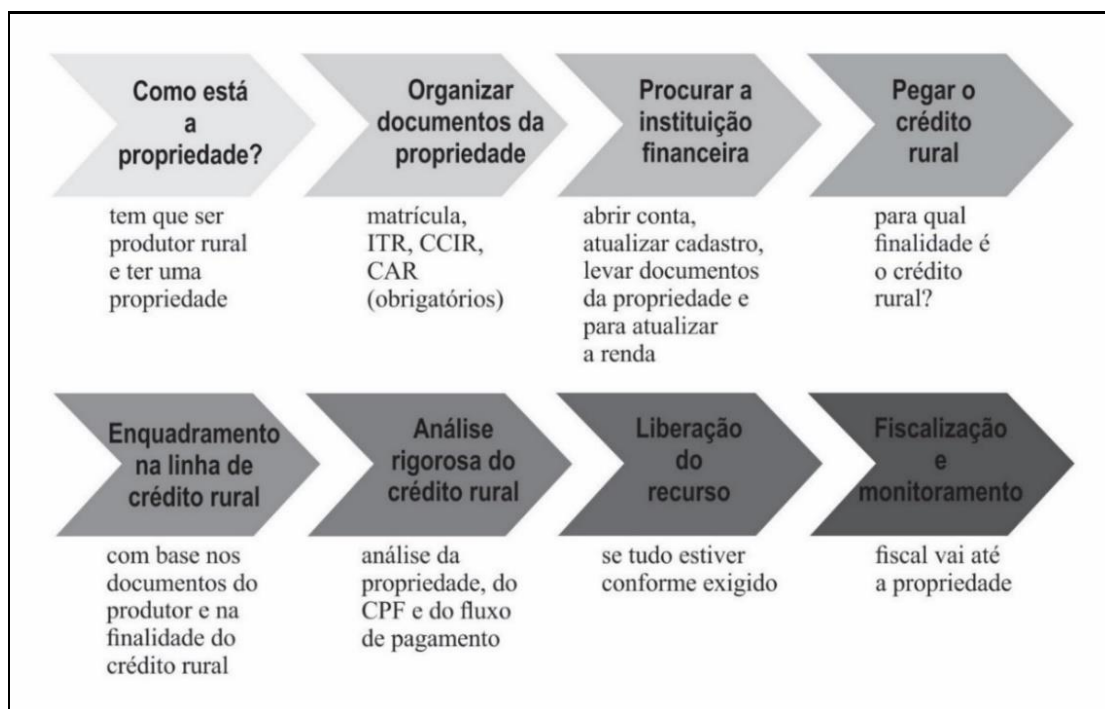 Como está
a
propriedade?
tem que ser
produtor rural
e ter uma
propriedade
Organizar
documentos da
propriedade
matrícula,
ITR, CCIR,
CAR
(obrigatórios)
Procurar a
instituição
financeira
abrir conta,
atualizar cadastro,
levar documentos
da propriedade e
para atualizar
a renda
Pegar o
crédito
rural
para qual
finalidade é
o crédito
rural?
Enquadramento
na linha de
crédito rural
com base nos
documentos do
produtor e na
finalidade do
crédito rural
Análise
rigorosa do
crédito rural
análise da
propriedade, do
CPF e do fluxo
de pagamento
Liberação
do
recurso
se tudo estiver
conforme exigido
Fiscalização
e
monitoramento
fiscal vai até
a propriedade